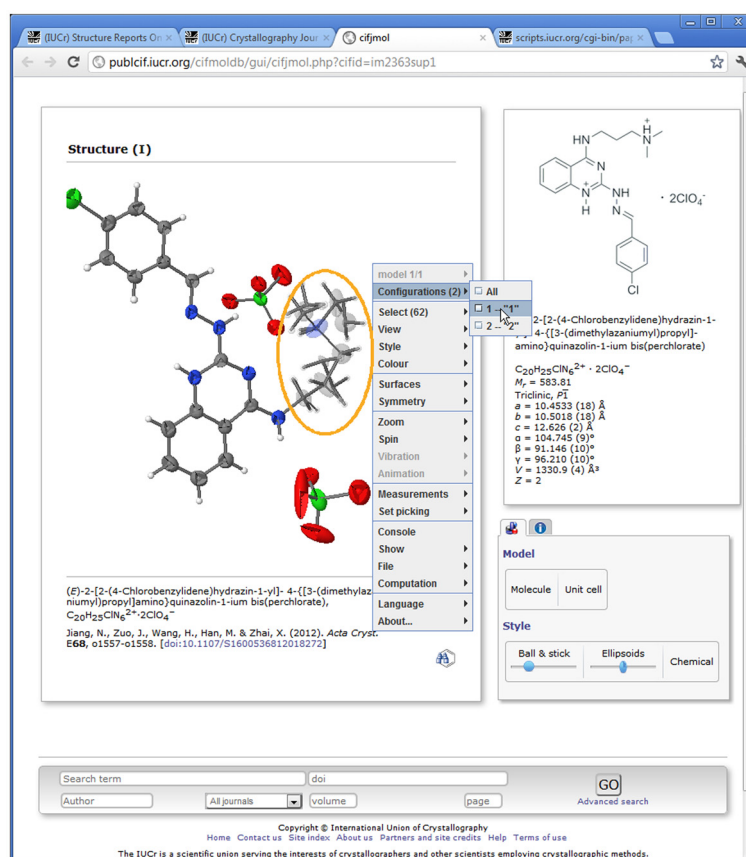 (IUCr) Structure Reports On
(IUCr) Crystallography Jour
cifjmol
scripts.iucr.org/cgi-bin/pap
publcif.iucr.org/cifmoldb/gui/cifjmol.php?cifid=im2363sup1
Structure (I)
model 1/1
Configurations (2)
Select (62)
View
Style
Colour
Surfaces
Symmetry
Zoom
Spin
Vibration
Animation
Measurements
Set picking
Console
Show
File
Computation
Language
About...
All
1 -- "1"
2 -- "2"
(E)-2-[2-(4-Chlorobenzylidene)hydrazin-1-yl]- 4-{[3-(dimethylaz
niumyl)propyl]amino}quinazolin-1-ium bis(perchlorate),
C20H25ClN6²⁺·2ClO4⁻
Jiang, N., Zuo, J., Wang, H., Han, M. & Zhai, X. (2012). Acta Cryst.
E68, o1557-o1558. [doi:10.1107/S1600536812018272]
HN
H
+
N
N
N
+
H
NH
N
· 2ClO4⁻
Cl
-2-[2-(4-Chlorobenzylidene)hydrazin-1-
4-{[3-(dimethylazaniumyl)propyl]-
amino}quinazolin-1-ium bis(perchlorate)
C20H25ClN6²⁺ · 2ClO4⁻
Mr = 583.81
Triclinic, P1̅
a = 10.4533 (18) Å
b = 10.5018 (18) Å
c = 12.626 (2) Å
α = 104.745 (9)°
β = 91.146 (10)°
γ = 96.210 (10)°
V = 1330.9 (4) Å³
Z = 2
Model
Molecule Unit cell
Style
Ball & stick Ellipsoids Chemical
Search term doi
Author All journals volume page
GO
Advanced search
Copyright © International Union of Crystallography
Home Contact us Site index About us Partners and site credits Help Terms of use
The IUCr is a scientific union serving the interests of crystallographers and other scientists employing crystallographic methods.